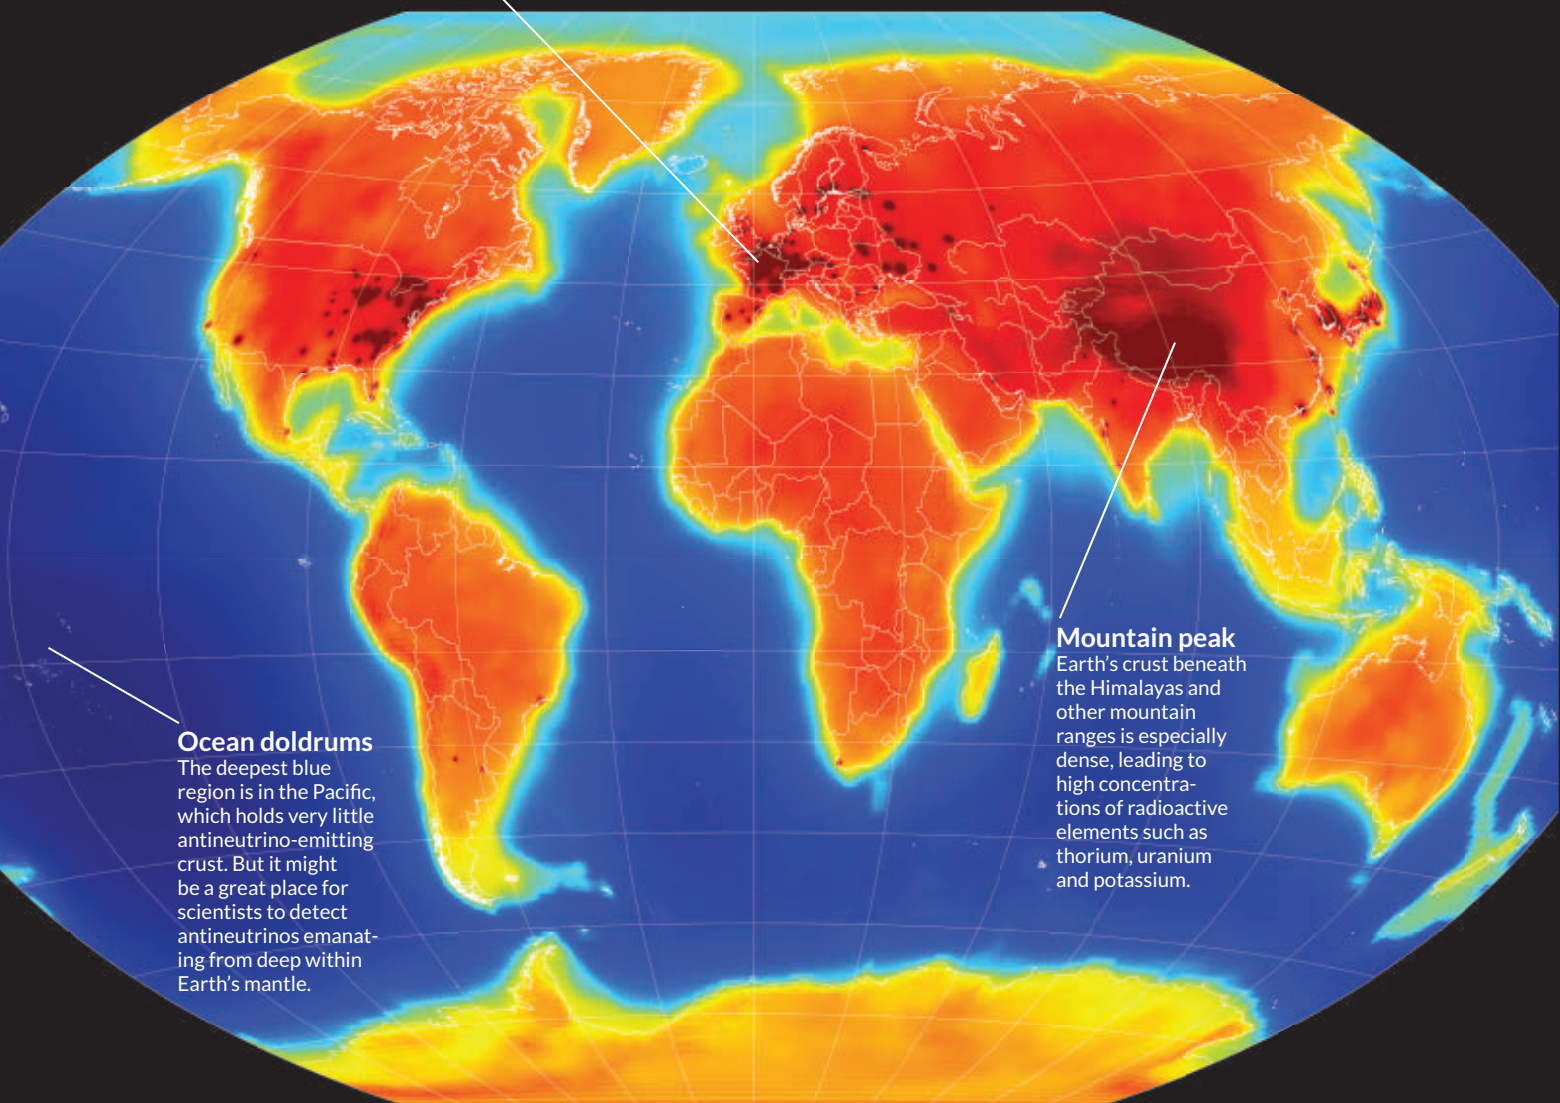 Mountain peak
Earth's crust beneath
the Himalayas and
other mountain
ranges is especially
dense, leading to
high concentra-
tions of radioactive
elements such as
thorium, uranium
and potassium.
Ocean doldrums
The deepest blue
region is in the Pacific,
which holds very little
antineutrino-emitting
crust. But it might
be a great place for
scientists to detect
antineutrinos emanat-
ing from deep within
Earth's mantle.